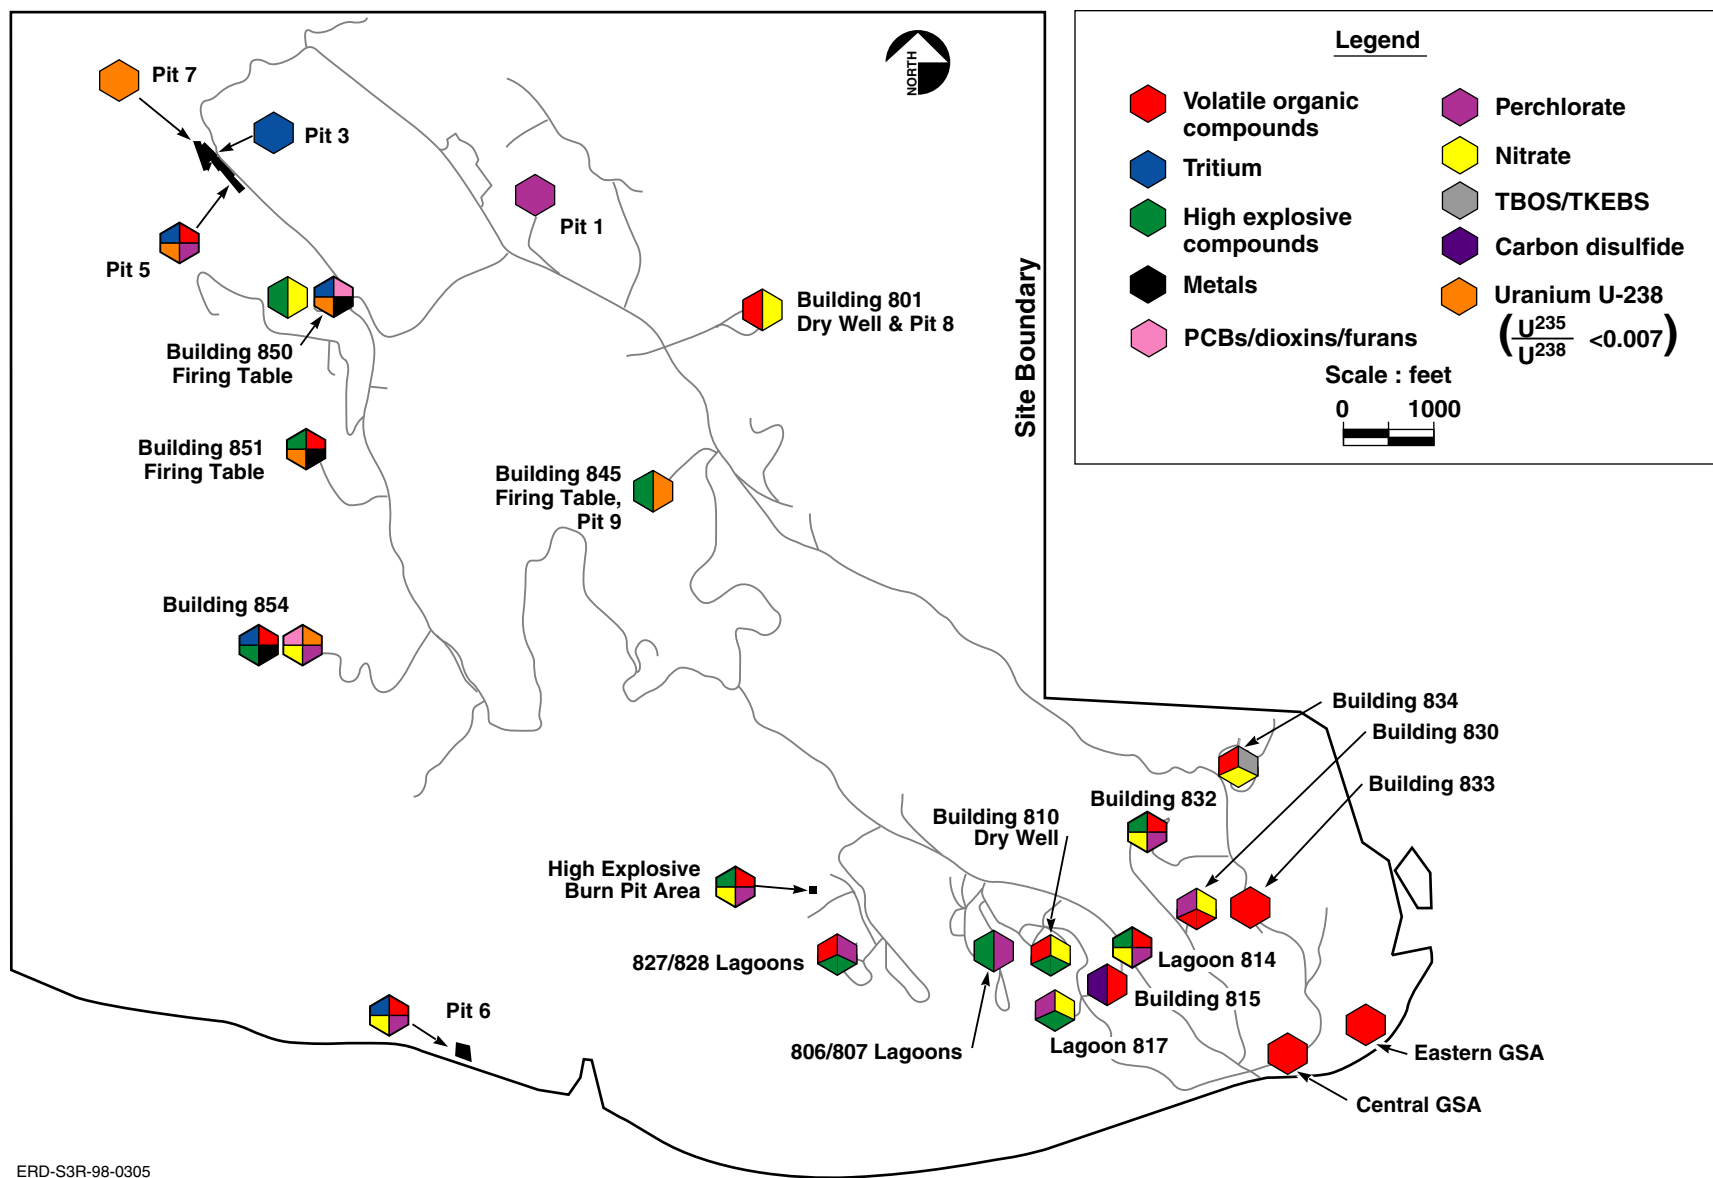 Pit 7
Pit 3
Pit 5
Pit 1
NORTH
Building 801
Dry Well & Pit 8
Building 850
Firing Table
Building 851
Firing Table
Building 845
Firing Table,
Pit 9
Building 854
Site Boundary
Legend
Volatile organic
compounds
Tritium
High explosive
compounds
Metals
PCBs/dioxins/furans
Perchlorate
Nitrate
TBOS/TKEBS
Carbon disulfide
Uranium U-238
(U235/U238 <0.007)
Scale : feet
0 1000
Building 834
Building 830
Building 833
Building 832
Building 810
Dry Well
High Explosive
Burn Pit Area
827/828 Lagoons
Lagoon 814
Building 815
Pit 6
806/807 Lagoons
Lagoon 817
Eastern GSA
Central GSA
ERD-S3R-98-0305